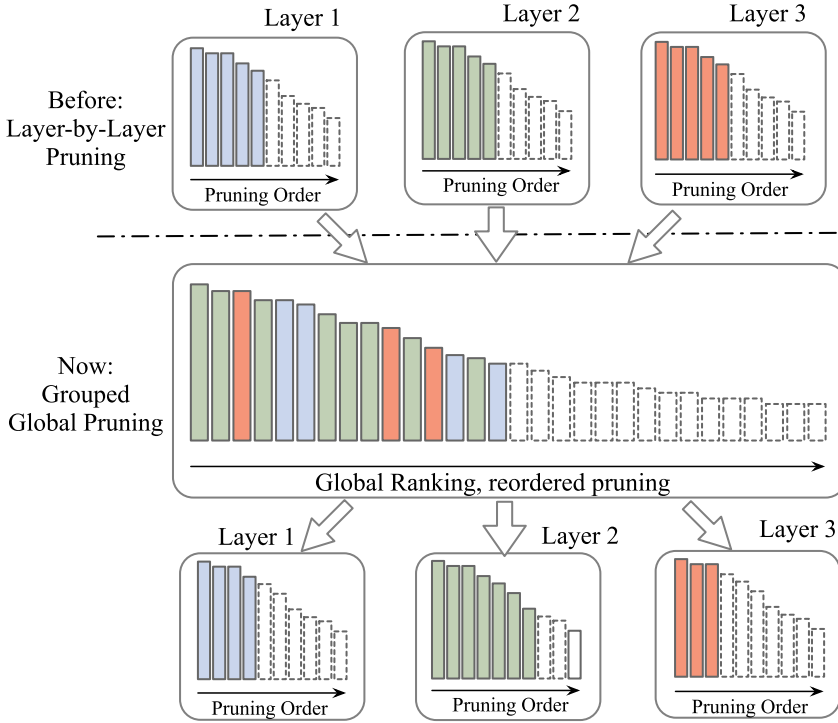 Layer 1
Layer 2
Layer 3
Before:
Layer-by-Layer
Pruning
Pruning Order
Pruning Order
Pruning Order
Now:
Grouped
Global Pruning
Global Ranking, reordered pruning
Layer 1
Layer 2
Layer 3
Pruning Order
Pruning Order
Pruning Order